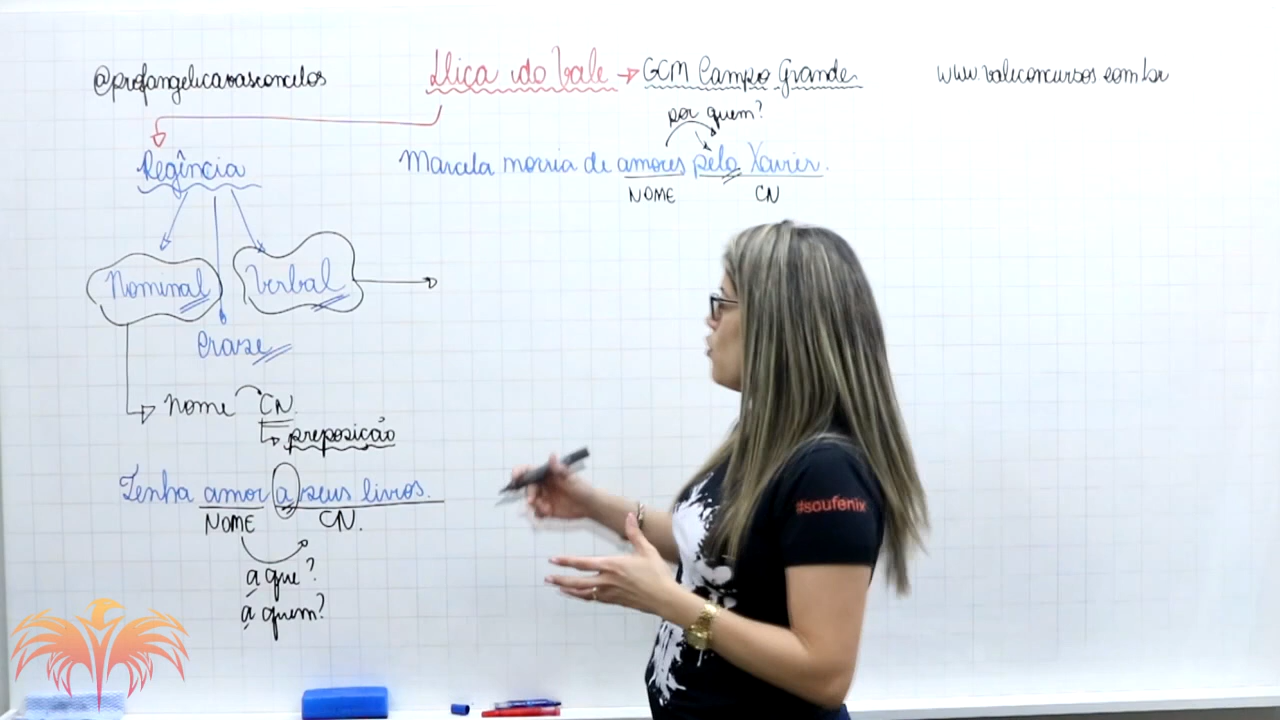 @profangelicavasconcelos
Dica do Vale → GCM Campo Grande
www.valeconcursos.com.br
por quem?
Regência
Marcela morria de amores pelo Xavier.
NOME CN
Nominal Verbal
Crase
nome CN
preposição
Tenha amor a seus livros.
NOME CN.
a que?
a quem?
#soufenix